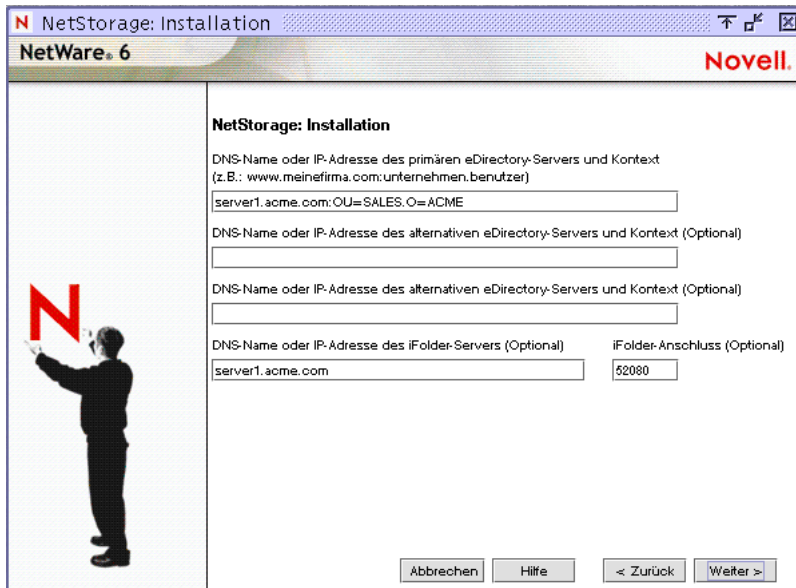 N NetStorage: Installation
NetWare® 6
Novell.
NetStorage: Installation
DNS-Name oder IP-Adresse des primären eDirectory-Servers und Kontext
(z.B.: www.meinefirma.com:unternehmen.benutzer)
server1.acme.com:OU=SALES.O=ACME
DNS-Name oder IP-Adresse des alternativen eDirectory-Servers und Kontext (Optional)
DNS-Name oder IP-Adresse des alternativen eDirectory-Servers und Kontext (Optional)
DNS-Name oder IP-Adresse des iFolder-Servers (Optional) iFolder-Anschluss (Optional)
server1.acme.com 52080
N
Abbrechen Hilfe < Zurück Weiter >